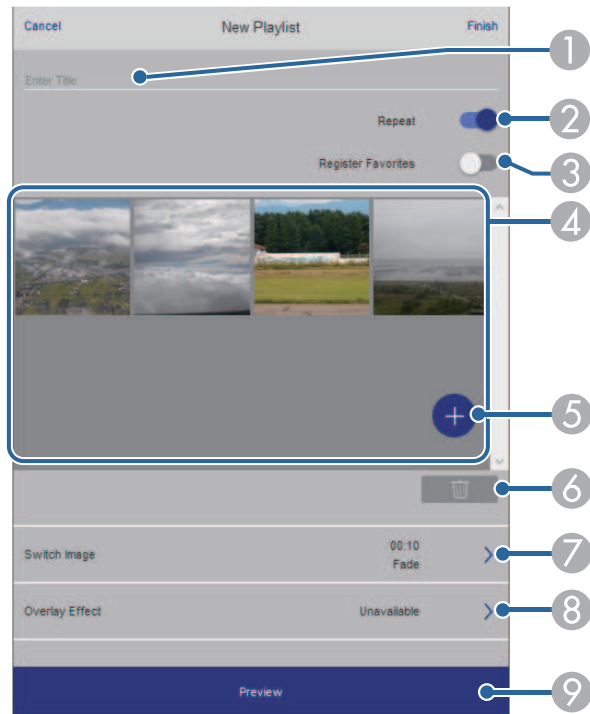 Cancel New Playlist Finish
1
Enter Title
Repeat
2
Register Favorites
3
4
5
6
Switch Image 00:10
Fade
7
Overlay Effect Unavailable
8
Preview
9